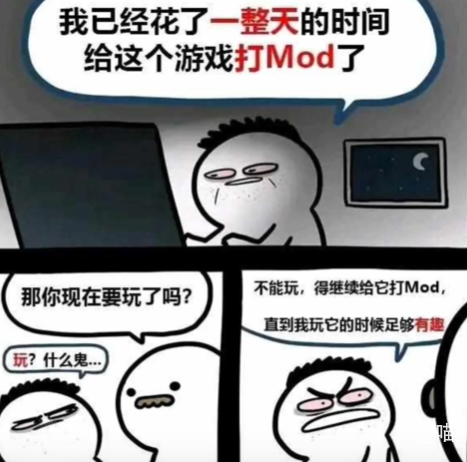 我已经花了一整天的时间
给这个游戏打Mod了
那你现在要玩了吗？
玩？什么鬼...
不能玩，得继续给它打Mod，
直到我玩它的时候足够有趣
喵